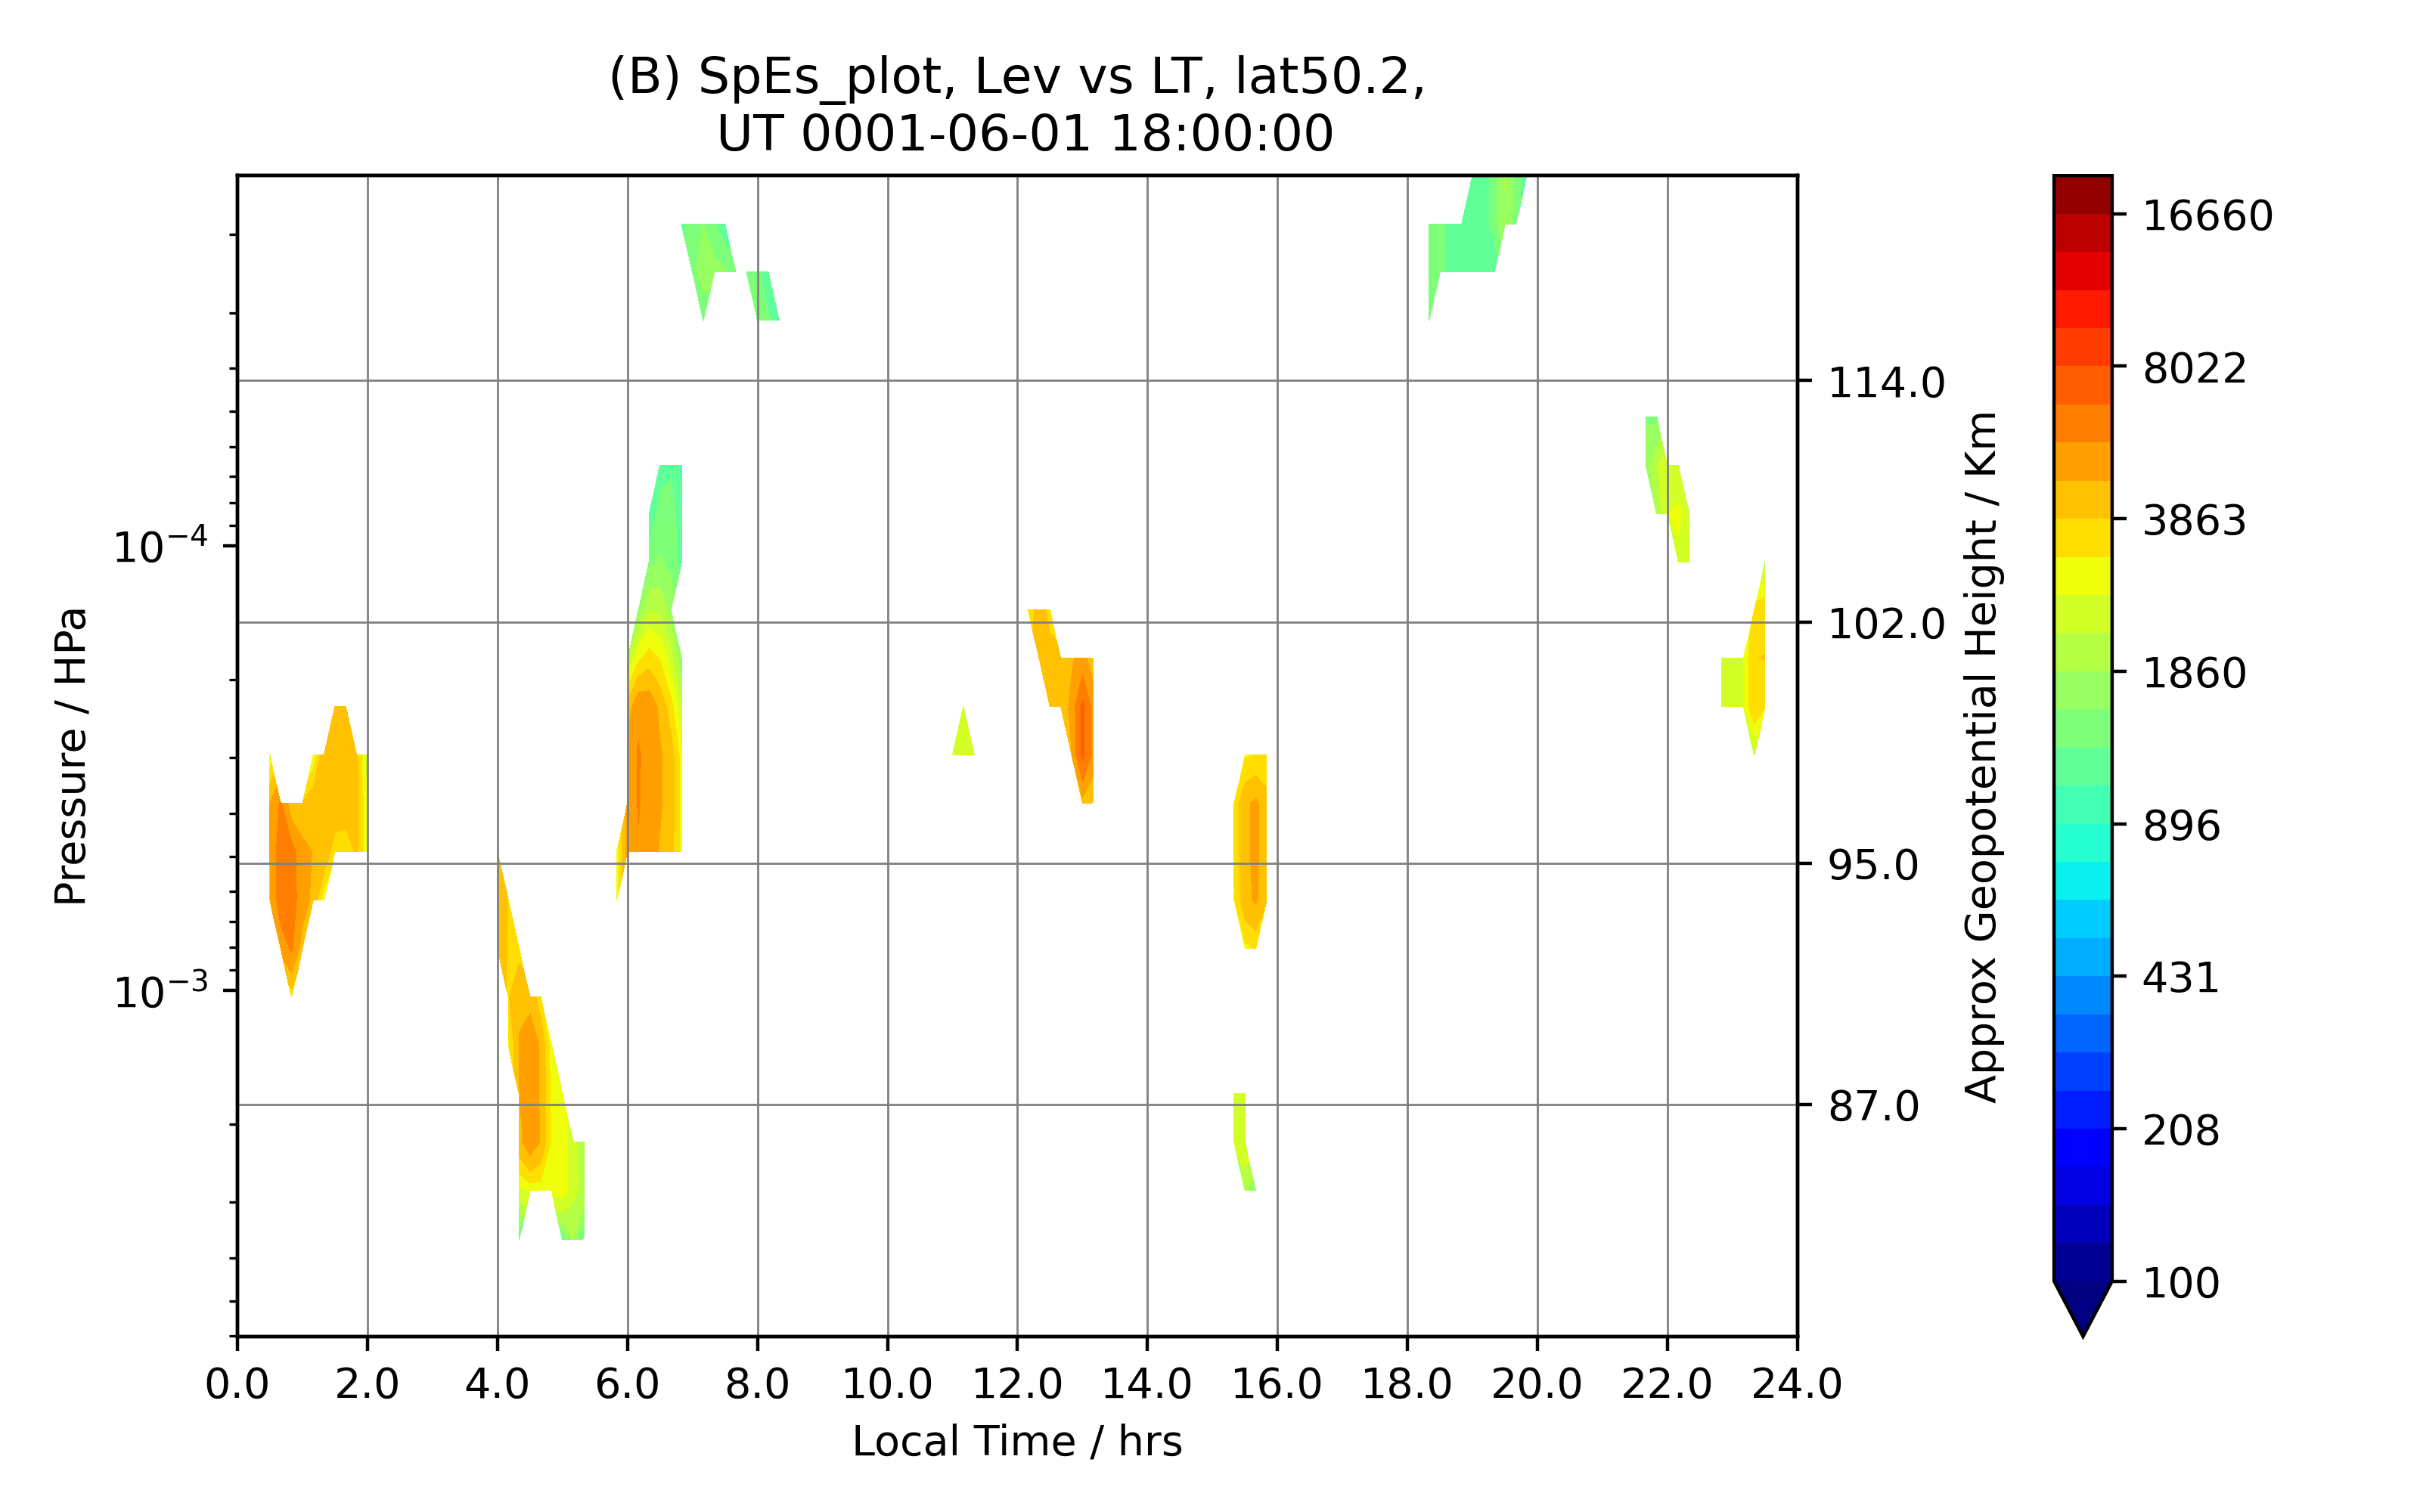 (B) SpEs_plot, Lev vs LT, lat50.2,
UT 0001-06-01 18:00:00
Pressure / HPa
10⁻⁴
10⁻³
0.0 2.0 4.0 6.0 8.0 10.0 12.0 14.0 16.0 18.0 20.0 22.0 24.0
Local Time / hrs
114.0
102.0
95.0
87.0
Approx Geopotential Height / Km
16660
8022
3863
1860
896
431
208
100